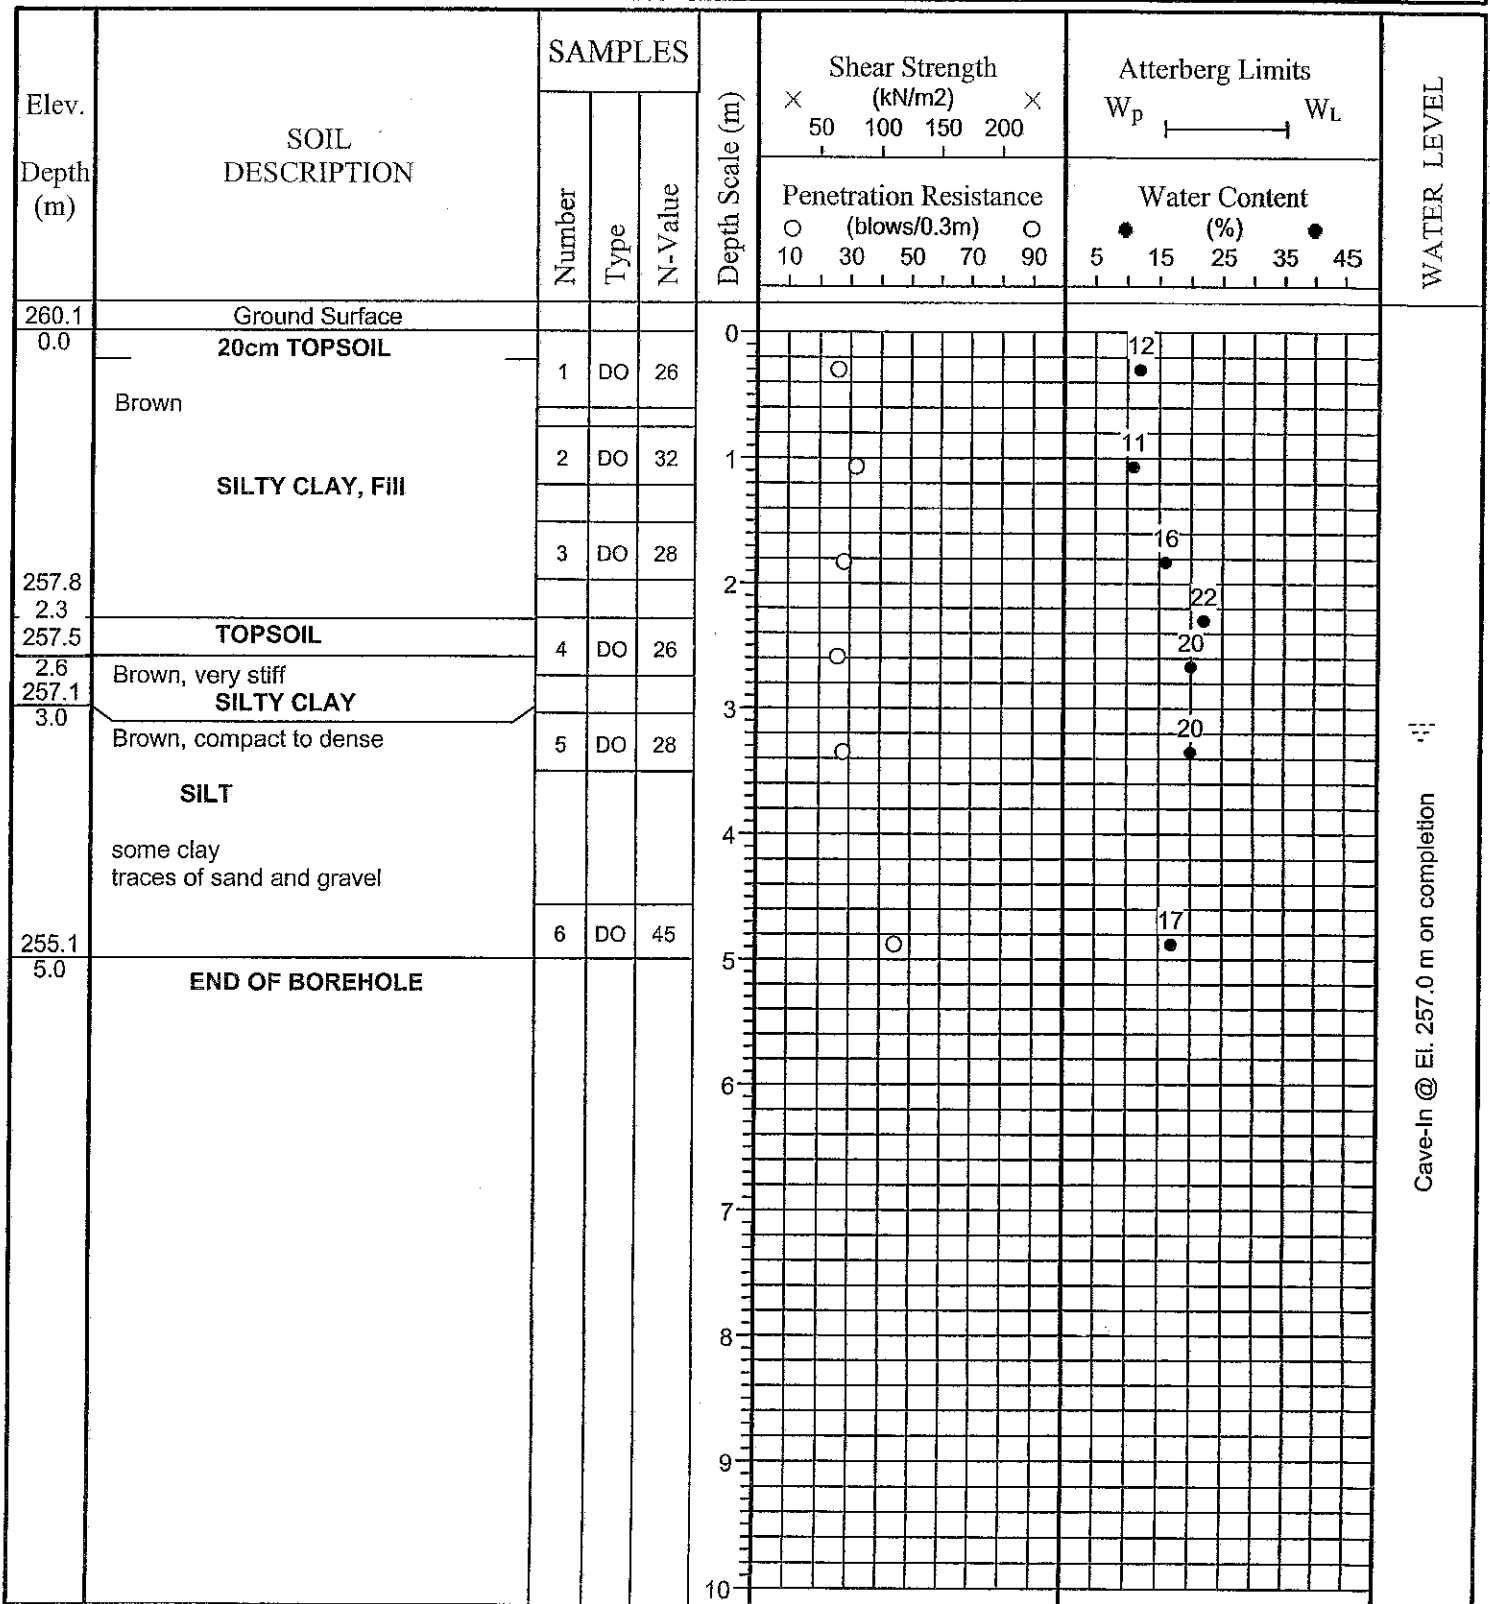 Elev.
Depth
(m)
SOIL
DESCRIPTION
SAMPLES
Number
Type
N-Value
Depth Scale (m)
Shear Strength
× (kN/m2) ×
50 100 150 200
Penetration Resistance
○ (blows/0.3m) ○
10 30 50 70 90
Atterberg Limits
Wp WL
Water Content
● (%) ●
5 15 25 35 45
WATER LEVEL
260.1 Ground Surface
0.0 20cm TOPSOIL
Brown
SILTY CLAY, Fill
257.8
2.3
257.5 TOPSOIL
2.6 Brown, very stiff
257.1 SILTY CLAY
3.0
Brown, compact to dense
SILT
some clay
traces of sand and gravel
255.1
5.0 END OF BOREHOLE
1 DO 26
2 DO 32
3 DO 28
4 DO 26
5 DO 28
6 DO 45
0
1
2
3
4
5
6
7
8
9
10
12
11
16
22
20
20
17
Cave-In @ El. 257.0 m on completion